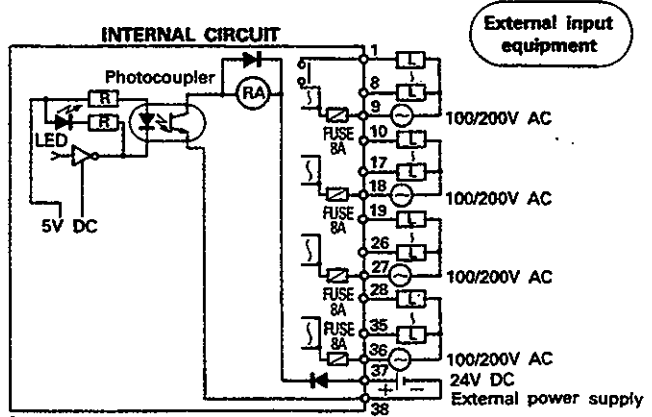 INTERNAL CIRCUIT
External input
equipment
Photocoupler
RA
R
R
LED
5V DC
1
L
8
L
9
100/200V AC
FUSE
8A
10
L
17
L
18
100/200V AC
FUSE
8A
19
L
26
L
27
100/200V AC
FUSE
8A
28
L
35
L
FUSE
8A
36
100/200V AC
37
24V DC
+ −
External power supply
38